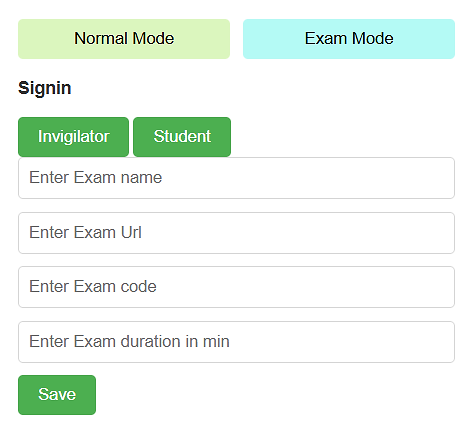 Normal Mode Exam Mode
Signin
Invigilator Student
Enter Exam name
Enter Exam Url
Enter Exam code
Enter Exam duration in min
Save